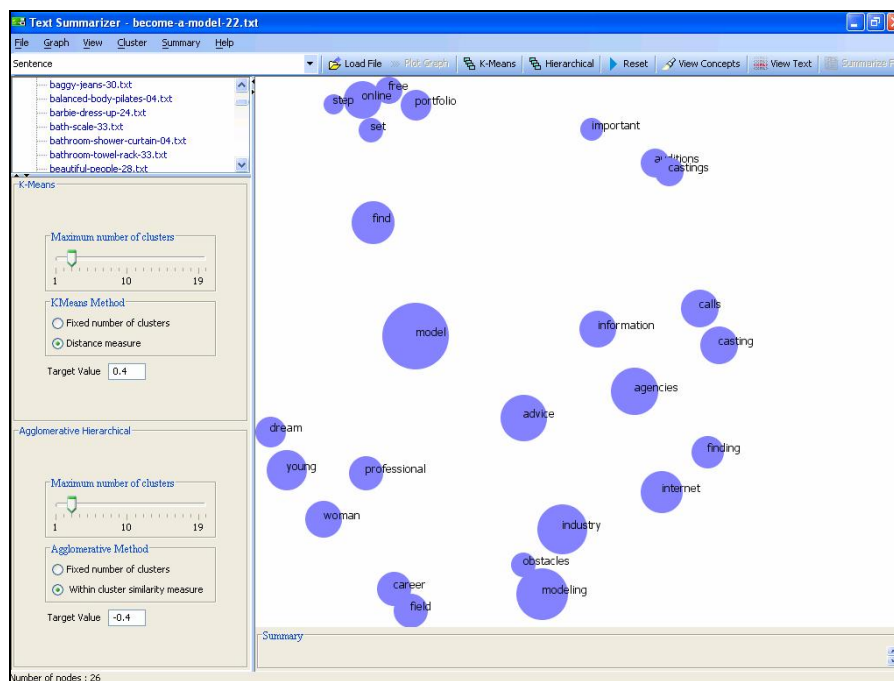 Text Summarizer - become-a-model-22.txt
File Graph View Cluster Summary Help
Sentence Load File Plot Graph K-Means Hierarchical Reset View Concepts View Text Summarize
baggy-jeans-30.txt
balanced-body-pilates-04.txt
barbie-dress-up-24.txt
bath-scale-33.txt
bathroom-shower-curtain-04.txt
bathroom-towel-rack-33.txt
beautiful-people-28.txt
K-Means
Maximum number of clusters
1 10 19
KMeans Method
Fixed number of clusters
Distance measure
Target Value 0.4
Agglomerative Hierarchical
Maximum number of clusters
1 10 19
Agglomerative Method
Fixed number of clusters
Within cluster similarity measure
Target Value -0.4
free
step online portfolio
set
important
auditions
castings
find
calls
model information
casting
agencies
advice
dream
finding
young professional
internet
woman
industry
obstacles
career modeling
field
Summary
Number of nodes : 26